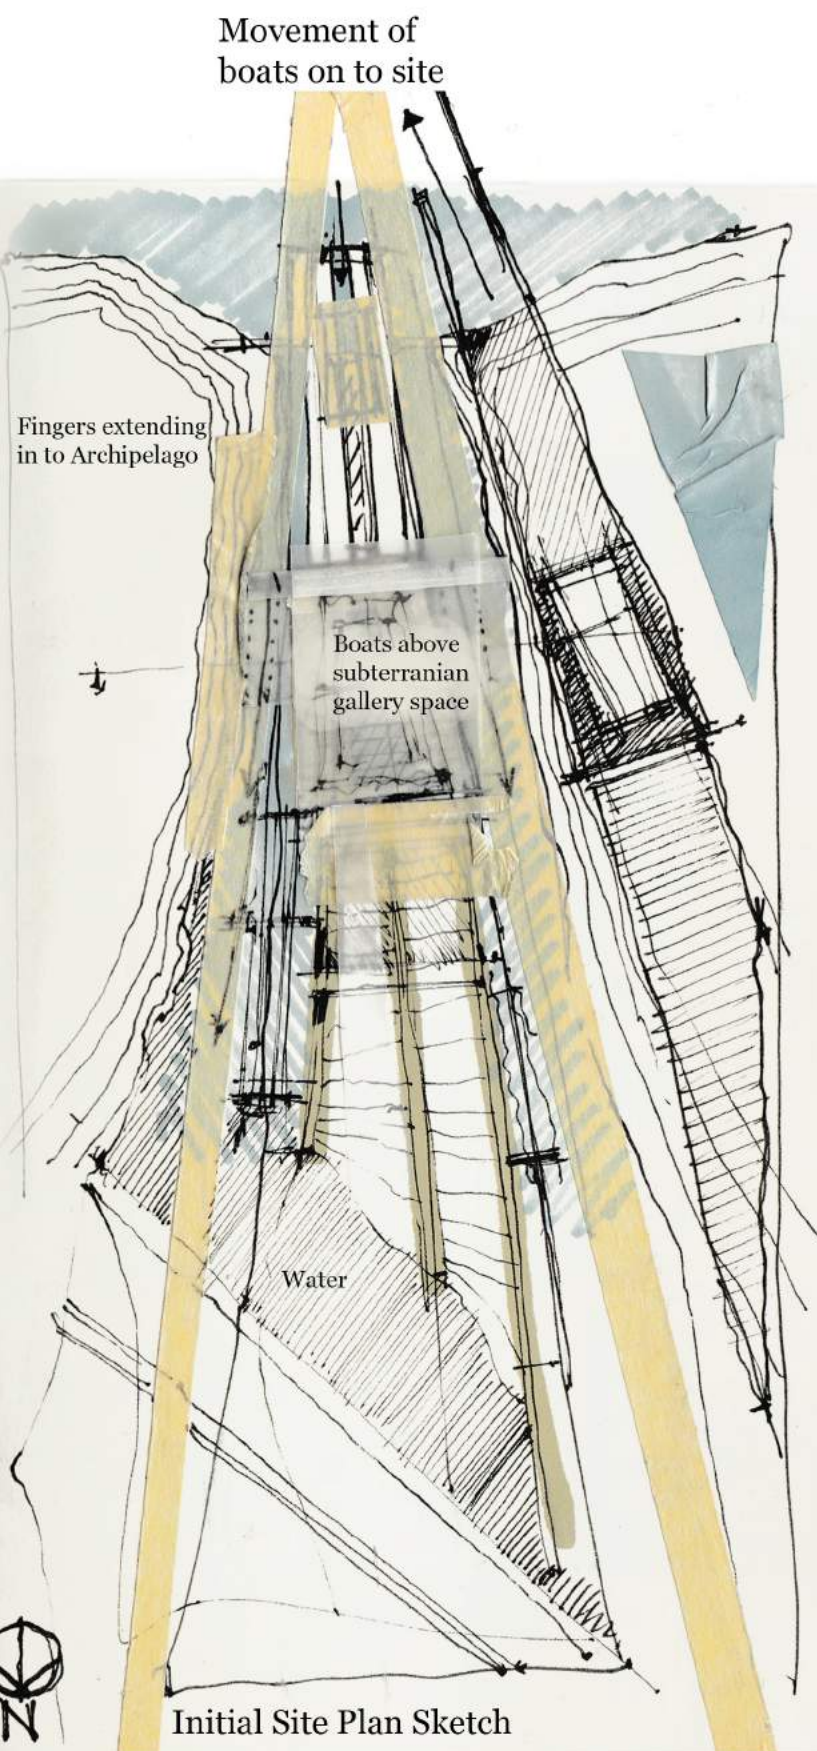 Movement of
boats on to site
Fingers extending
in to Archipelago
Boats above
subterranian
gallery space
Water
N
Initial Site Plan Sketch